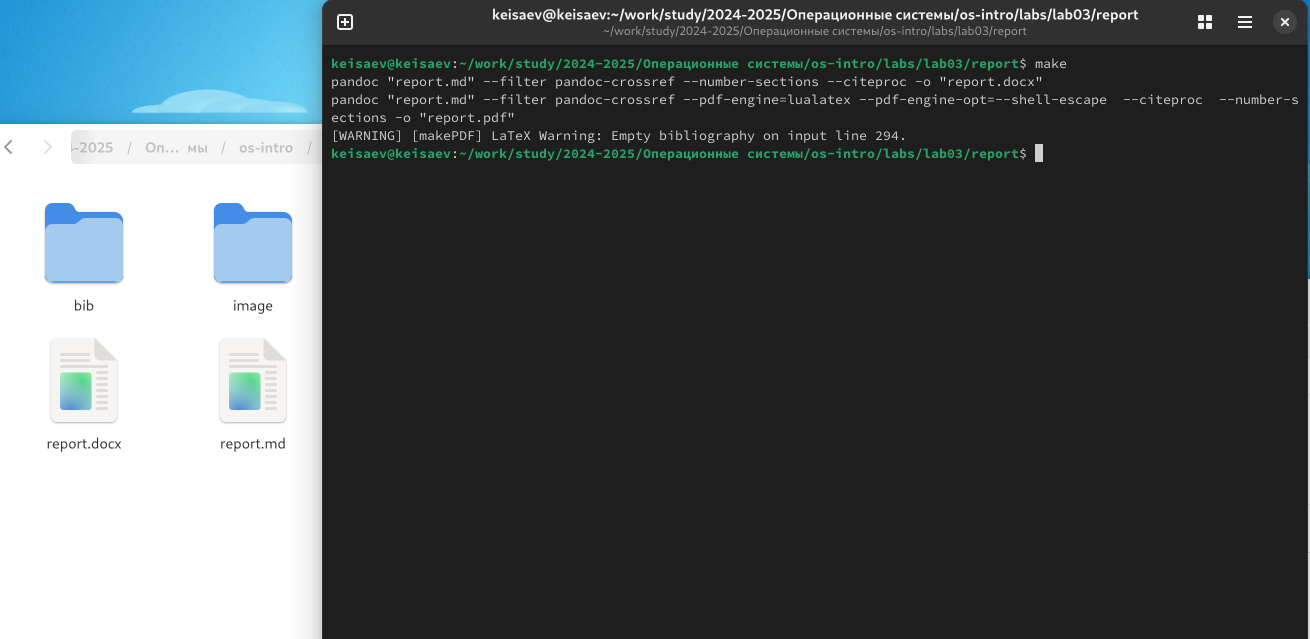 keisaev@keisaev:~/work/study/2024-2025/Операционные системы/os-intro/labs/lab03/report
~/work/study/2024-2025/Операционные системы/os-intro/labs/lab03/report
keisaev@keisaev:~/work/study/2024-2025/Операционные системы/os-intro/labs/lab03/report$ make
pandoc "report.md" --filter pandoc-crossref --number-sections --citeproc -o "report.docx"
pandoc "report.md" --filter pandoc-crossref --pdf-engine=lualatex --pdf-engine-opt=--shell-escape  --citeproc  --number-s
ections -o "report.pdf"
[WARNING] [makePDF] LaTeX Warning: Empty bibliography on input line 294.
keisaev@keisaev:~/work/study/2024-2025/Операционные системы/os-intro/labs/lab03/report$
-2025 / Оп... мы / os-intro /
bib
image
report.docx
report.md